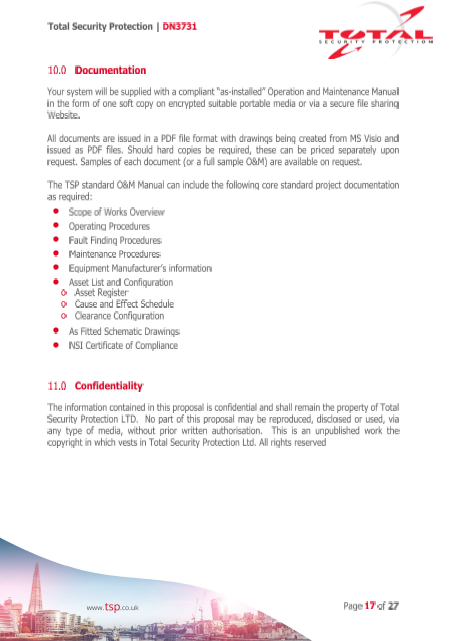 Total Security Protection | DN3731
TOTAL
SECURITY PROTECTION
10.0 Documentation
Your system will be supplied with a compliant “as-installed” Operation and Maintenance Manual
in the form of one soft copy on encrypted suitable portable media or via a secure file sharing
Website.
All documents are issued in a PDF file format with drawings being created from MS Visio and
issued as PDF files. Should hard copies be required, these can be priced separately upon
request. Samples of each document (or a full sample O&M) are available on request.
The TSP standard O&M Manual can include the following core standard project documentation
as required:
• Scope of Works Overview
• Operating Procedures
• Fault Finding Procedures
• Maintenance Procedures
• Equipment Manufacturer’s information
• Asset List and Configuration
o Asset Register
o Cause and Effect Schedule
o Clearance Configuration
• As Fitted Schematic Drawings
• NSI Certificate of Compliance
11.0 Confidentiality
The information contained in this proposal is confidential and shall remain the property of Total
Security Protection LTD. No part of this proposal may be reproduced, disclosed or used, via
any type of media, without prior written authorisation. This is an unpublished work the
copyright in which vests in Total Security Protection Ltd. All rights reserved
www.tsp.co.uk
Page 17 of 27